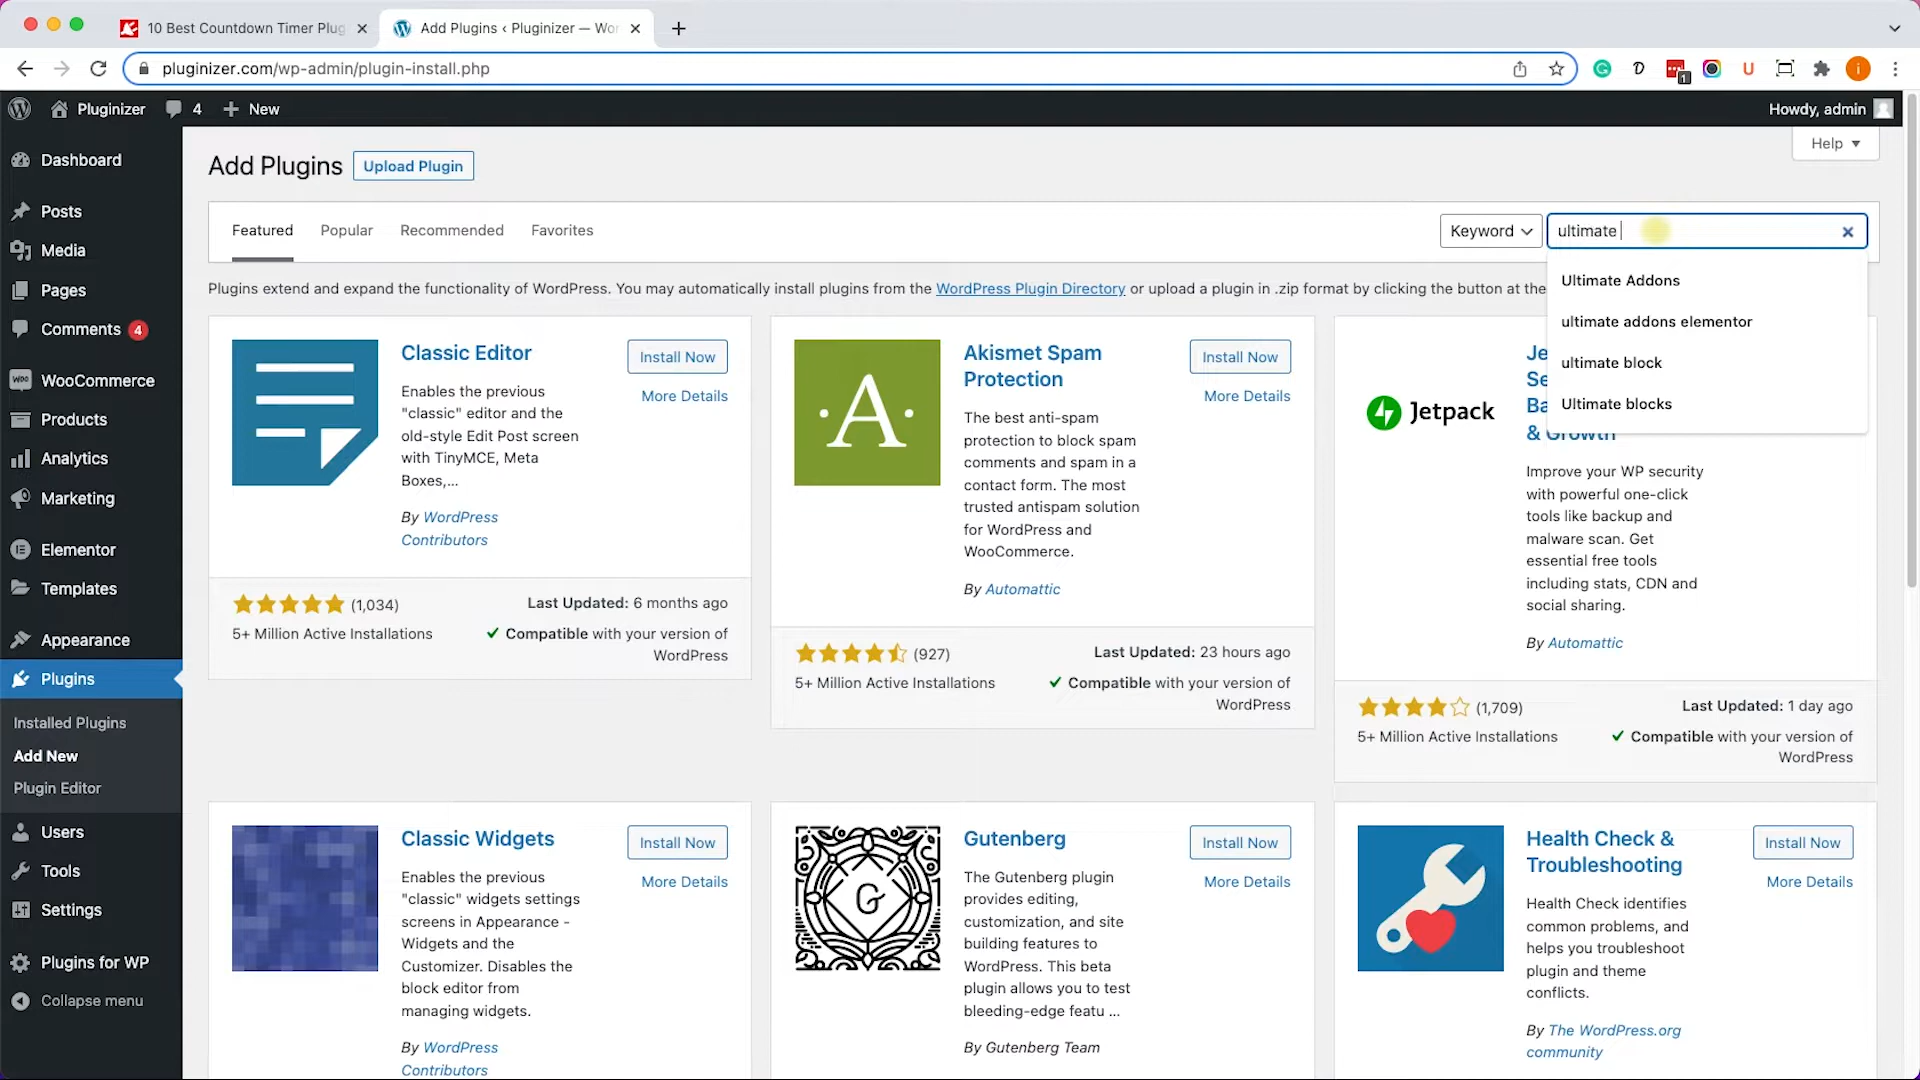 10 Best Countdown Timer Plug
Add Plugins ‹ Pluginizer — Wor
pluginizer.com/wp-admin/plugin-install.php
1
i
Pluginizer
4
New
Howdy, admin
Dashboard
Posts
Media
Pages
Comments 4
WooCommerce
Products
Analytics
Marketing
Elementor
Templates
Appearance
Plugins
Installed Plugins
Add New
Plugin Editor
Users
Tools
Settings
Plugins for WP
Collapse menu
Add Plugins
Upload Plugin
Help
Featured
Popular
Recommended
Favorites
Keyword
ultimate
Ultimate Addons
ultimate addons elementor
ultimate block
Ultimate blocks
Plugins extend and expand the functionality of WordPress. You may automatically install plugins from the WordPress Plugin Directory or upload a plugin in .zip format by clicking the button at the
Classic Editor
Install Now
More Details
Enables the previous
"classic" editor and the
old-style Edit Post screen
with TinyMCE, Meta
Boxes,...
By WordPress
Contributors
(1,034)
5+ Million Active Installations
Last Updated: 6 months ago
Compatible with your version of
WordPress
A
Akismet Spam
Protection
Install Now
More Details
The best anti-spam
protection to block spam
comments and spam in a
contact form. The most
trusted antispam solution
for WordPress and
WooCommerce.
By Automattic
(927)
5+ Million Active Installations
Last Updated: 23 hours ago
Compatible with your version of
WordPress
Jetpack
Je
Se
Ba
& Growth
Improve your WP security
with powerful one-click
tools like backup and
malware scan. Get
essential free tools
including stats, CDN and
social sharing.
By Automattic
(1,709)
5+ Million Active Installations
Last Updated: 1 day ago
Compatible with your version of
WordPress
Classic Widgets
Install Now
More Details
Enables the previous
"classic" widgets settings
screens in Appearance -
Widgets and the
Customizer. Disables the
block editor from
managing widgets.
By WordPress
Contributors
G
Gutenberg
Install Now
More Details
The Gutenberg plugin
provides editing,
customization, and site
building features to
WordPress. This beta
plugin allows you to test
bleeding-edge featu ...
By Gutenberg Team
Health Check &
Troubleshooting
Install Now
More Details
Health Check identifies
common problems, and
helps you troubleshoot
plugin and theme
conflicts.
By The WordPress.org
community